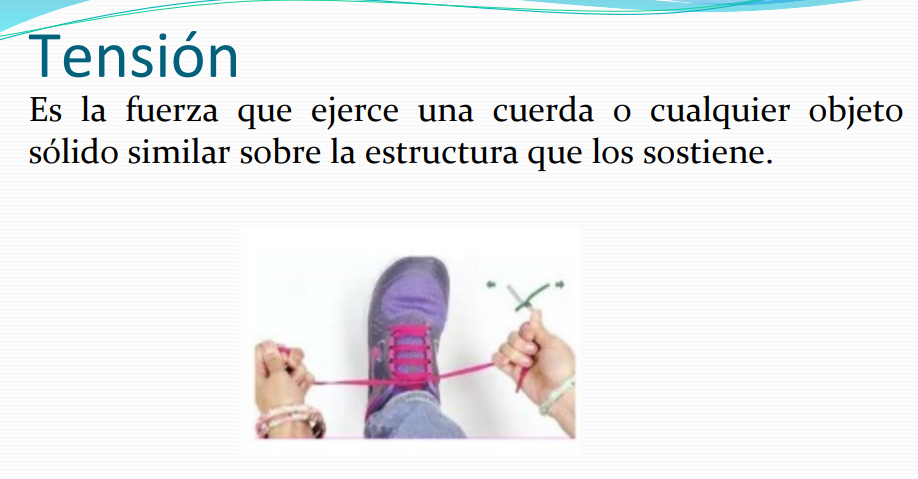 Tensión
Es la fuerza que ejerce una cuerda o cualquier objeto
sólido similar sobre la estructura que los sostiene.